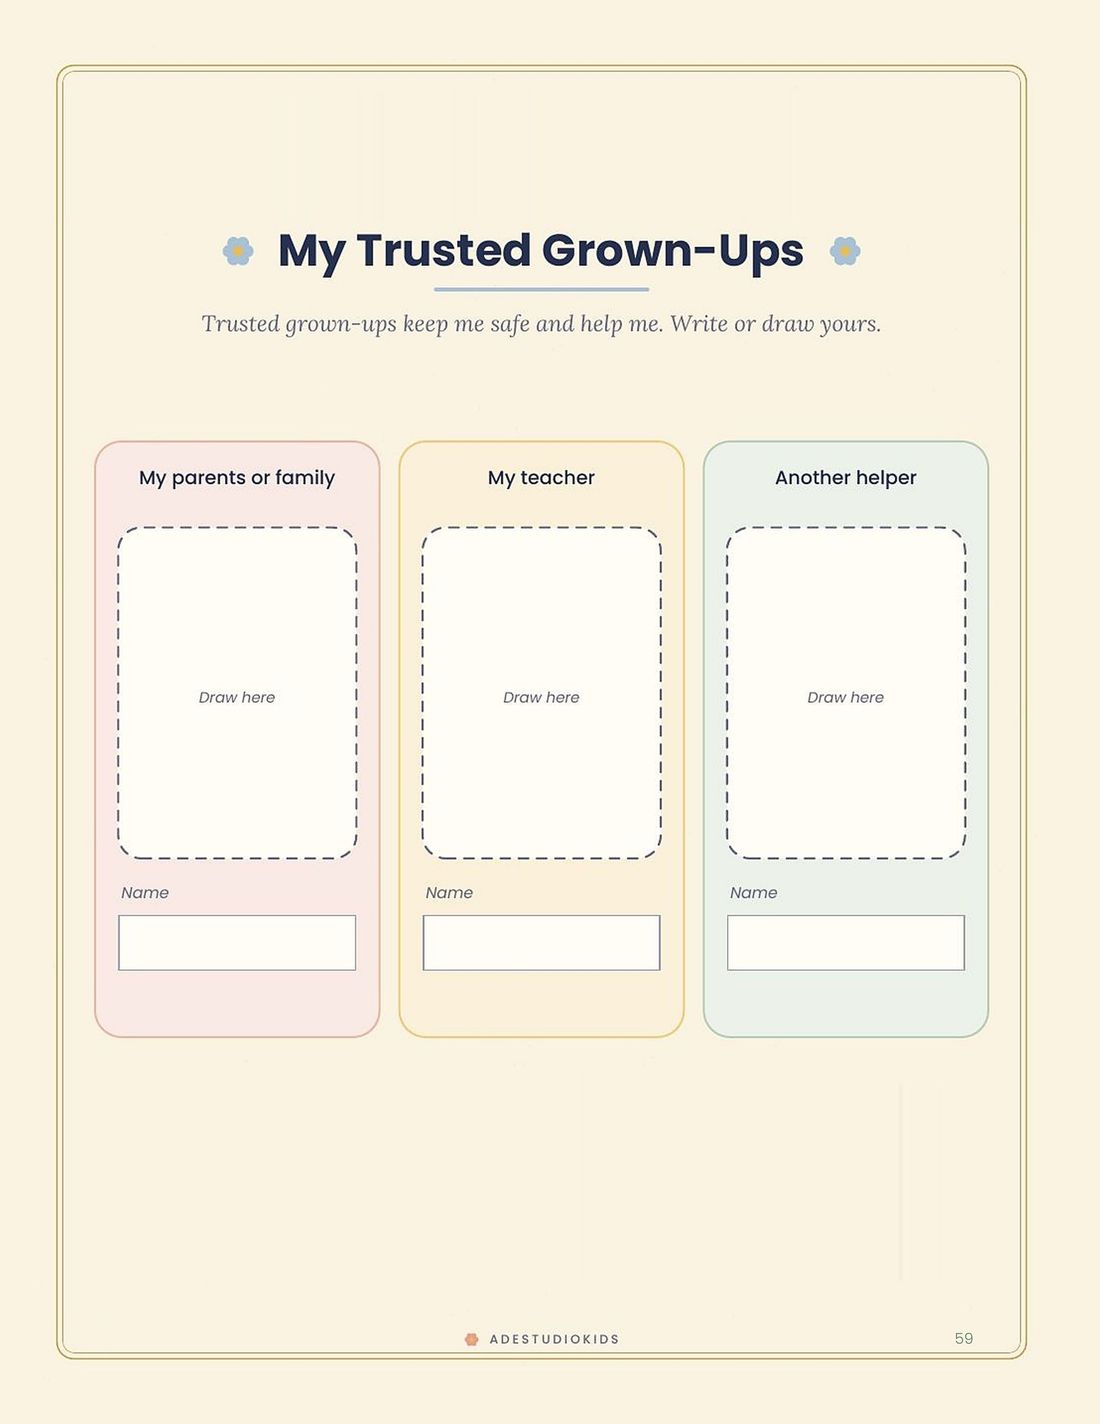 My Trusted Grown-Ups
Trusted grown-ups keep me safe and help me. Write or draw yours.
My parents or family
My teacher
Another helper
Draw here
Draw here
Draw here
Name
Name
Name
ADESTUDIOKIDS
59